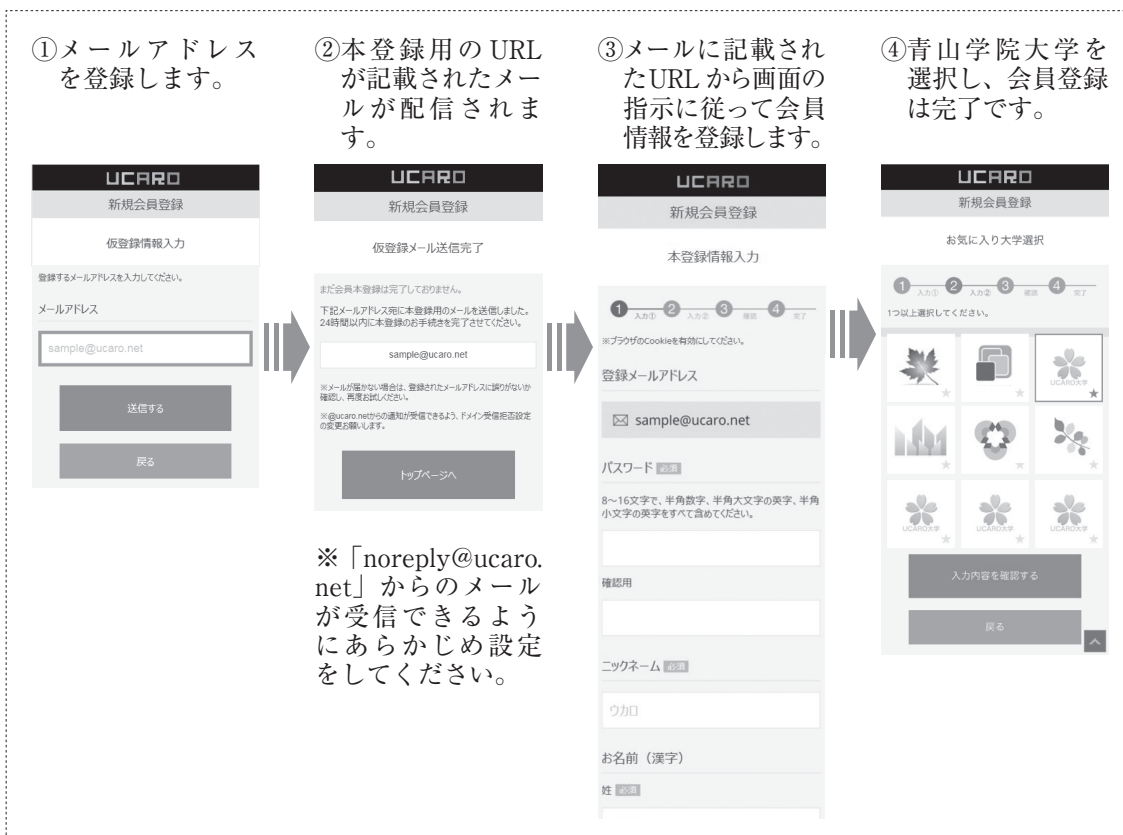 ①メールアドレス
を登録します。
UCARO
新規会員登録
仮登録情報入力
登録するメールアドレスを入力してください。
メールアドレス
sample@ucaro.net
送信する
戻る
②本登録用の URL
が記載されたメー
ルが配信されま
す。
UCARO
新規会員登録
仮登録メール送信完了
まだ会員本登録は完了しておりません。
下記メールアドレス宛に本登録用のメールを送信しました。
24時間以内に本登録のお手続きを完了させてください。
sample@ucaro.net
※メールが届かない場合は、登録されたメールアドレスに誤りがないか
確認し、再度お試しください。
※@ucaro.netからの通知が受信できるよう、ドメイン受信拒否設定
の変更お願いします。
トップページへ
※「noreply@ucaro.
net」からのメール
が受信できるよう
にあらかじめ設定
をしてください。
③メールに記載され
たURL から画面の
指示に従って会員
情報を登録します。
UCARO
新規会員登録
本登録情報入力
1 入力① 2 入力② 3 確認 4 完了
※ブラウザのCookieを有効にしてください。
登録メールアドレス
sample@ucaro.net
パスワード 必須
8~16文字で、半角数字、半角大文字の英字、半角
小文字の英字をすべて含めてください。
確認用
ニックネーム 必須
ウカロ
お名前（漢字）
姓 必須
④青山学院大学を
選択し、会員登録
は完了です。
UCARO
新規会員登録
お気に入り大学選択
1 入力① 2 入力② 3 確認 4 完了
1つ以上選択してください。
UCARO大学
UCARO大学
UCARO大学
UCARO大学
入力内容を確認する
戻る